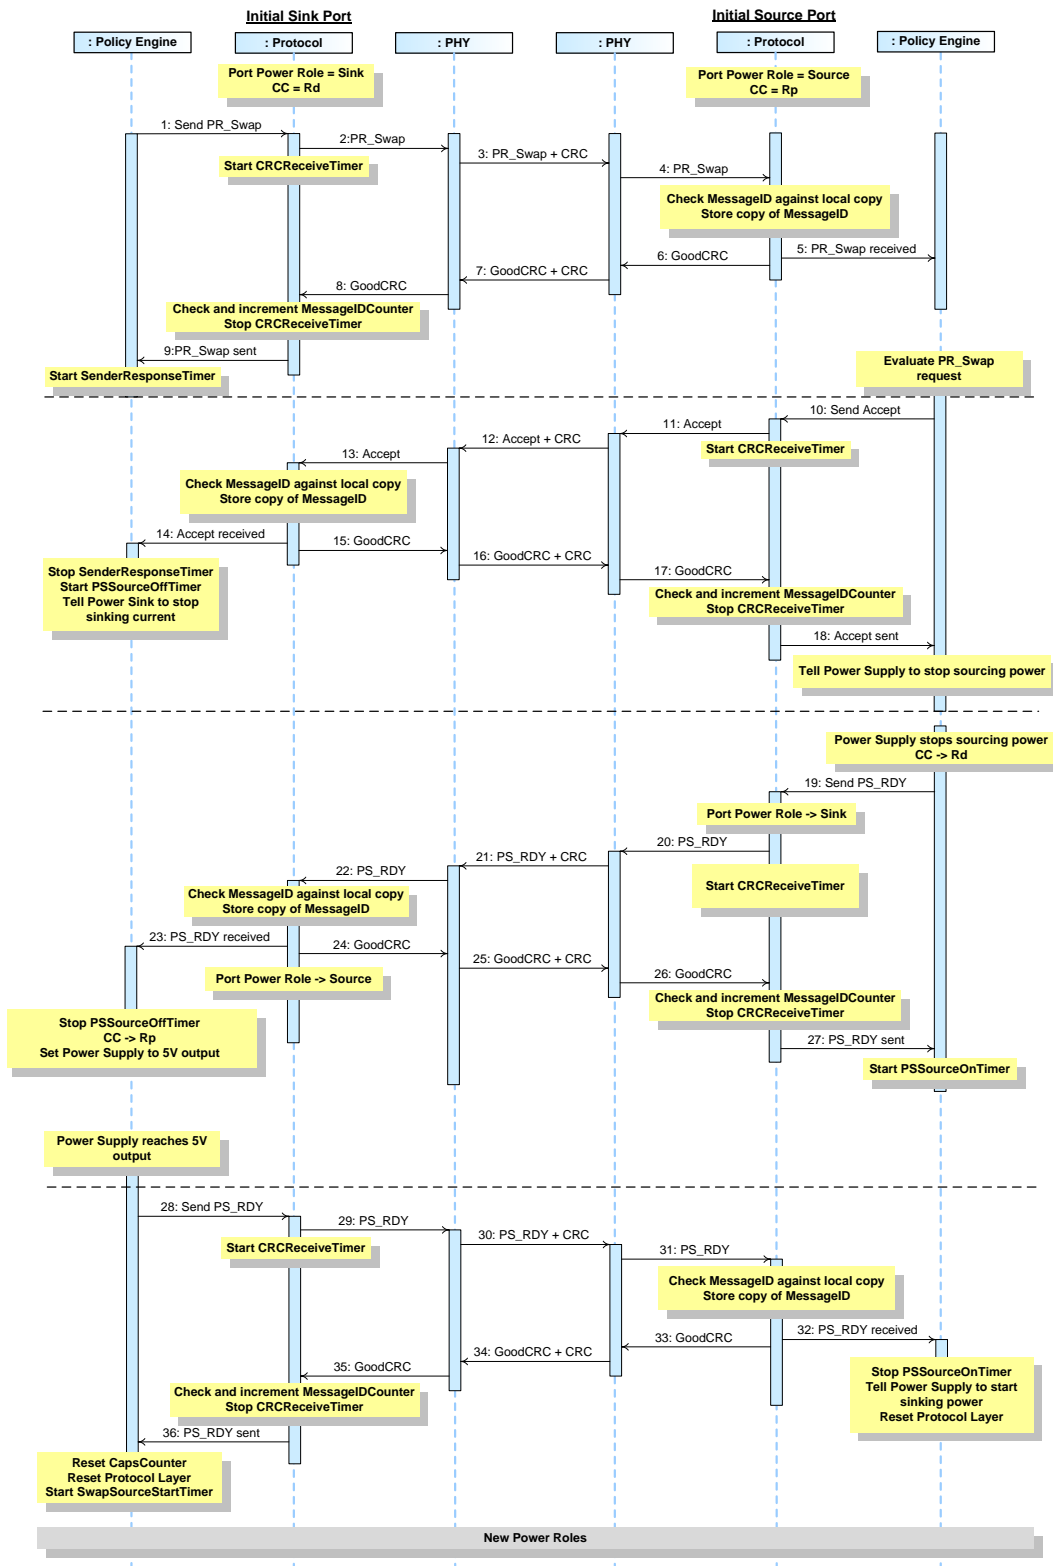 Initial Sink Port
Initial Source Port
: Policy Engine
: Protocol
: PHY
: PHY
: Protocol
: Policy Engine
Port Power Role = Sink
CC = Rd
Port Power Role = Source
CC = Rp
1: Send PR_Swap
2:PR_Swap
Start CRCReceiveTimer
3: PR_Swap + CRC
4: PR_Swap
Check MessageID against local copy
Store copy of MessageID
5: PR_Swap received
6: GoodCRC
7: GoodCRC + CRC
8: GoodCRC
Check and increment MessageIDCounter
Stop CRCReceiveTimer
9:PR_Swap sent
Start SenderResponseTimer
Evaluate PR_Swap
request
10: Send Accept
11: Accept
Start CRCReceiveTimer
12: Accept + CRC
13: Accept
Check MessageID against local copy
Store copy of MessageID
14: Accept received
15: GoodCRC
16: GoodCRC + CRC
17: GoodCRC
Stop SenderResponseTimer
Start PSSourceOffTimer
Tell Power Sink to stop
sinking current
Check and increment MessageIDCounter
Stop CRCReceiveTimer
18: Accept sent
Tell Power Supply to stop sourcing power
Power Supply stops sourcing power
CC -> Rd
19: Send PS_RDY
Port Power Role -> Sink
20: PS_RDY
Start CRCReceiveTimer
21: PS_RDY + CRC
22: PS_RDY
Check MessageID against local copy
Store copy of MessageID
23: PS_RDY received
24: GoodCRC
Port Power Role -> Source
25: GoodCRC + CRC
26: GoodCRC
Check and increment MessageIDCounter
Stop CRCReceiveTimer
Stop PSSourceOffTimer
CC -> Rp
Set Power Supply to 5V output
27: PS_RDY sent
Start PSSourceOnTimer
Power Supply reaches 5V
output
28: Send PS_RDY
29: PS_RDY
Start CRCReceiveTimer
30: PS_RDY + CRC
31: PS_RDY
Check MessageID against local copy
Store copy of MessageID
32: PS_RDY received
33: GoodCRC
34: GoodCRC + CRC
35: GoodCRC
Stop PSSourceOnTimer
Tell Power Supply to start
sinking power
Reset Protocol Layer
Check and increment MessageIDCounter
Stop CRCReceiveTimer
36: PS_RDY sent
Reset CapsCounter
Reset Protocol Layer
Start SwapSourceStartTimer
New Power Roles